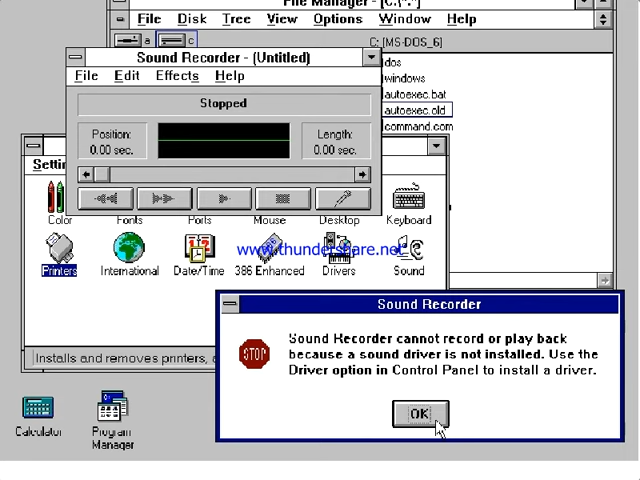 File Manager - [C:\*.*]
File Disk Tree View Options Window Help
a c C: [MS-DOS_6]
dos
windows
autoexec.bat
autoexec.old
command.com
Sound Recorder - (Untitled)
File Edit Effects Help
Stopped
Position:
0.00 sec.
Length:
0.00 sec.
Settin
Color Fonts Ports Mouse Desktop Keyboard
www.thundershare.net
Printers International Date/Time 386 Enhanced Drivers Sound
Installs and removes printers,
Sound Recorder
STOP
Sound Recorder cannot record or play back
because a sound driver is not installed. Use the
Driver option in Control Panel to install a driver.
OK
Calculator
Program
Manager